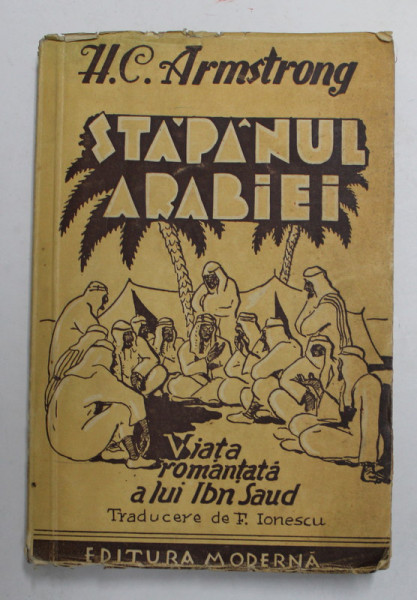 H.C. Armstrong
STĂPÂNUL
ARABiEi
Viața
romanțată
a lui Ibn Saud
Traducere de F. Ionescu
EDITURA MODERNĂ